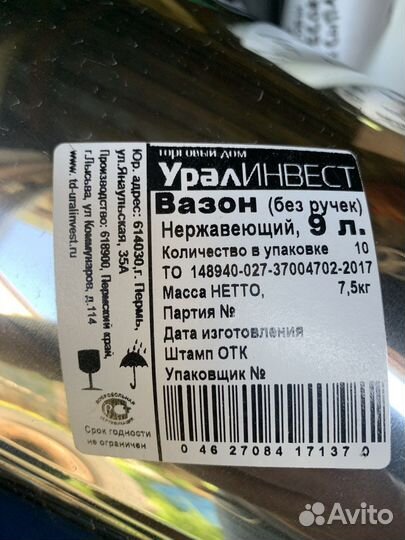 торговый дом
УралИНВЕСТ
Вазон (без ручек)
Нержавеющий, 9 л.
Количество в упаковке 10
ТО 148940-027-37004702-2017
Масса НЕТТО, 7,5кг
Партия №
Дата изготовления
Штамп ОТК
Упаковщик №
0 46 27084 17137 0
Юр. адрес: 614030,г. Пермь,
ул.Янаульская, 35А
Производство: 618900, Пермский край,
г.Лысьва, ул Коммунаров, д.114
www.td-uralinvest.ru
ДОБРОВОЛЬНАЯ
Срок годности
не ограничен
Avito